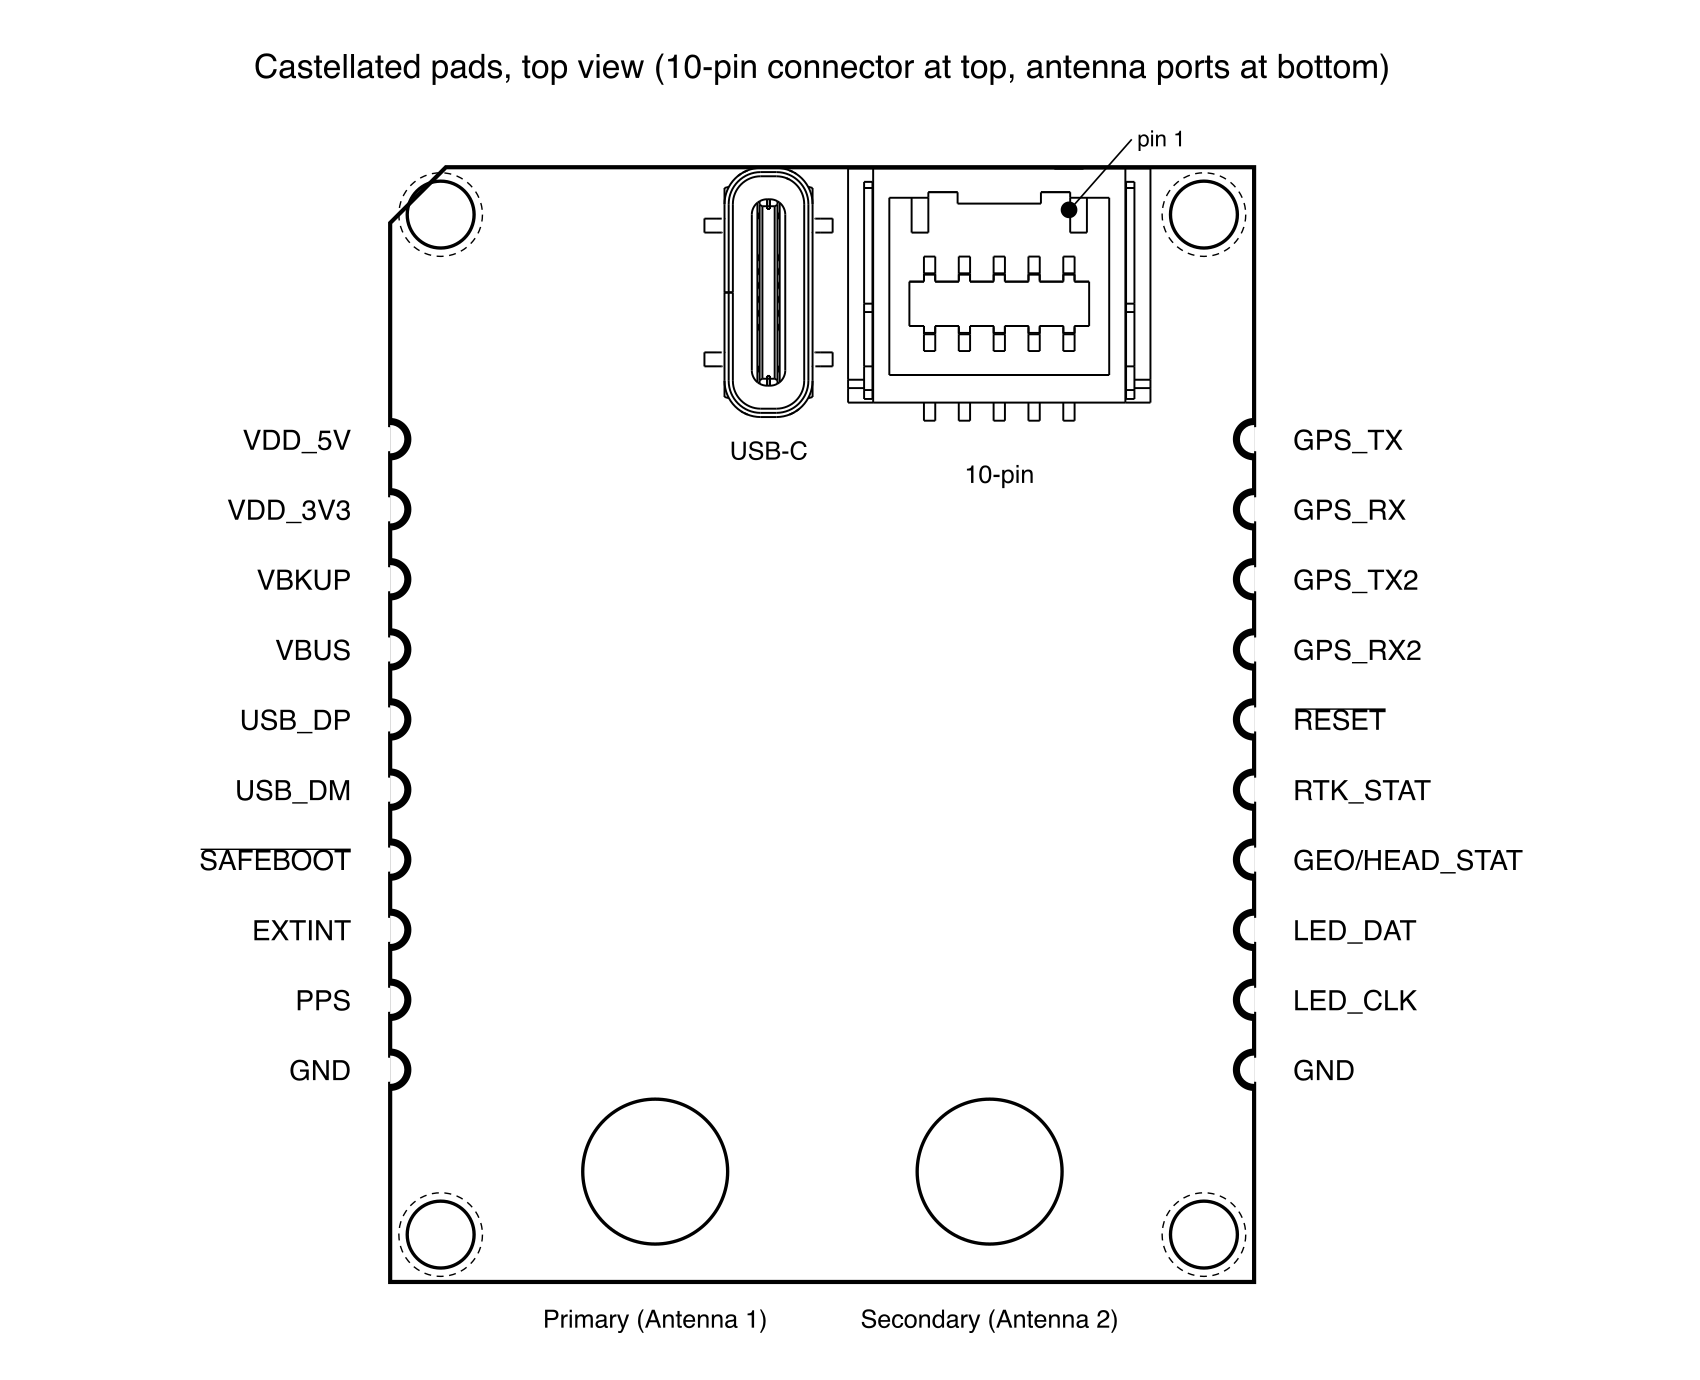 Castellated pads, top view (10-pin connector at top, antenna ports at bottom)
pin 1
USB-C
10-pin
VDD_5V
VDD_3V3
VBKUP
VBUS
USB_DP
USB_DM
SAFEBOOT
EXTINT
PPS
GND
GPS_TX
GPS_RX
GPS_TX2
GPS_RX2
RESET
RTK_STAT
GEO/HEAD_STAT
LED_DAT
LED_CLK
GND
Primary (Antenna 1)
Secondary (Antenna 2)